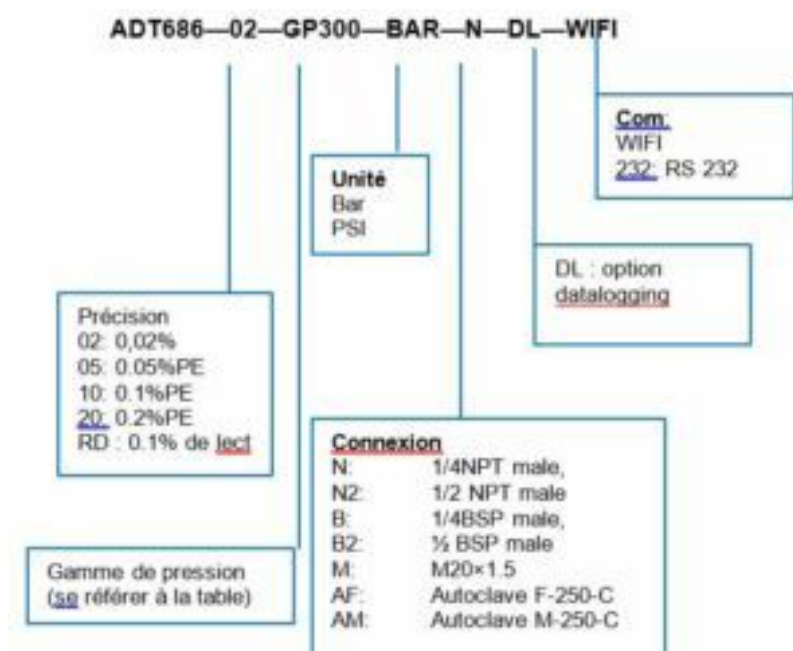 ADT686—02—GP300—BAR—N—DL—WIFI
Com:
WIFI
232: RS 232
Unité
Bar
PSI
DL : option
datalogging
Précision
02: 0,02%
05: 0.05%PE
10: 0.1%PE
20: 0.2%PE
RD : 0.1% de lect
Connexion
N: 1/4NPT male,
N2: 1/2 NPT male
B: 1/4BSP male,
B2: ½ BSP male
M: M20×1.5
AF: Autoclave F-250-C
AM: Autoclave M-250-C
Gamme de pression
(se référer à la table)